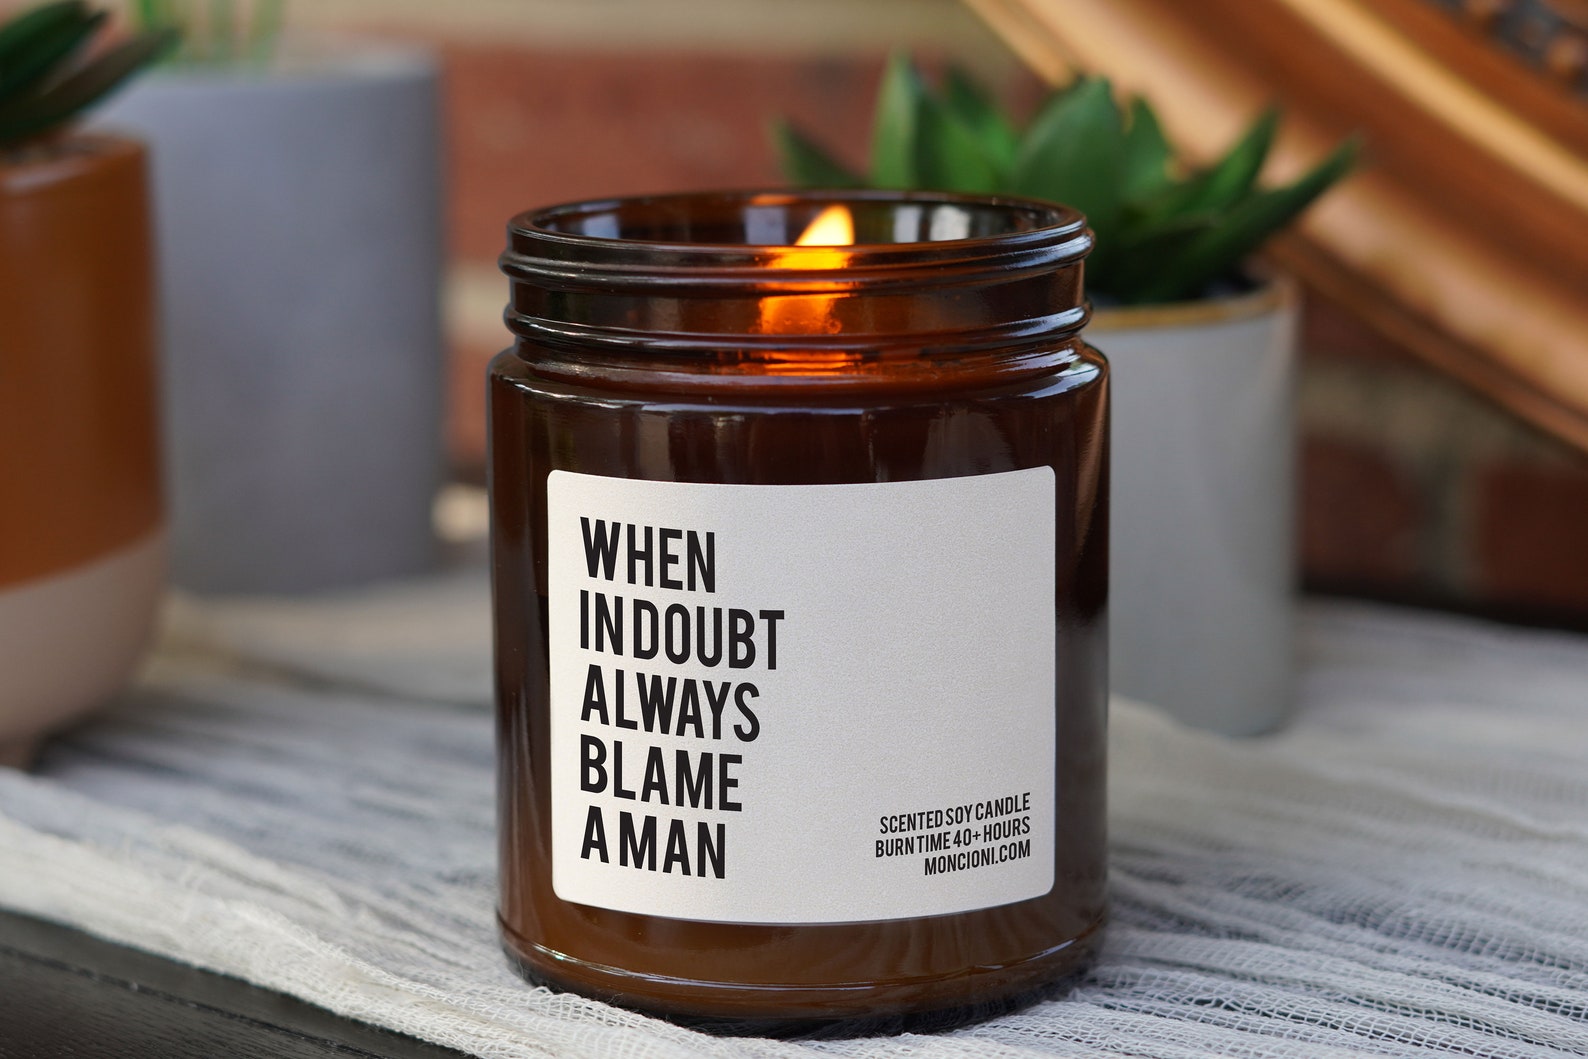 WHEN
IN DOUBT
ALWAYS
BLAME
A MAN
SCENTED SOY CANDLE
BURN TIME 40+ HOURS
MONCIONI.COM